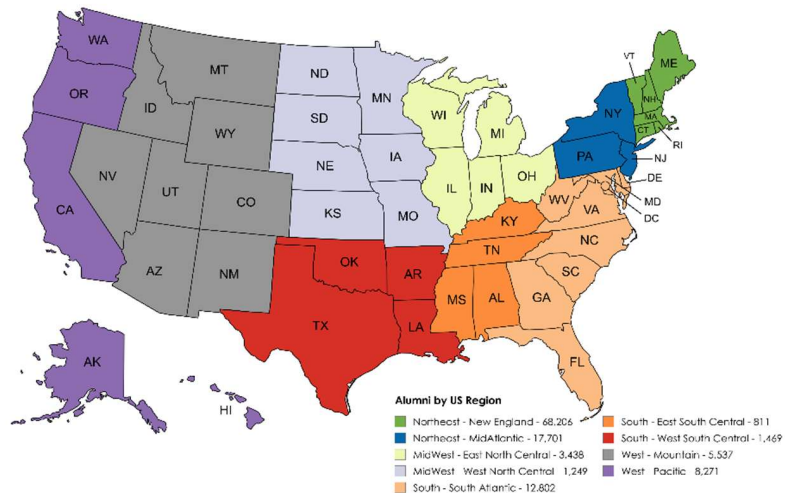 WA
OR
CA
NV
ID
MT
WY
UT
CO
AZ
NM
ND
SD
NE
KS
MN
IA
MO
WI
MI
IL
IN
OH
OK
AR
TX
LA
KY
TN
MS
AL
WV
VA
NC
SC
GA
FL
PA
NY
VT
NH
ME
MA
CT
RI
NJ
DE
MD
DC
AK
HI
Alumni by US Region
Northeast - New England - 68,206
Northeast - MidAtlantic - 17,701
MidWest - East North Central - 3,438
MidWest - West North Central - 1,249
South - South Atlantic - 12,802
South - East South Central - 811
South - West South Central - 1,469
West - Mountain - 5,537
West - Pacific - 8,271